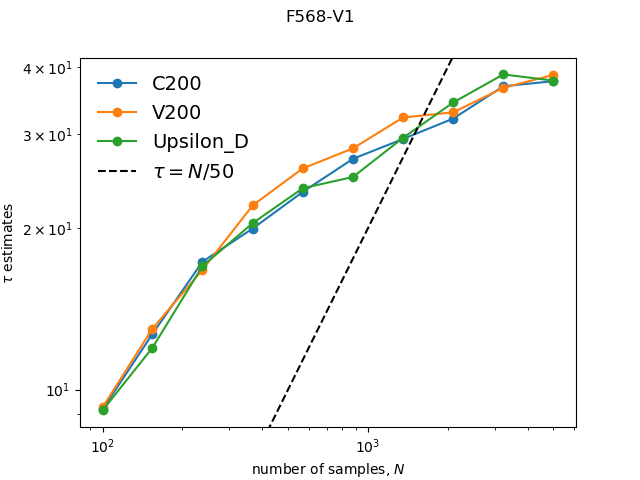 F568-V1
C200
V200
Upsilon_D
τ = N/50
4 × 10¹
3 × 10¹
2 × 10¹
10¹
τ estimates
10² 10³
number of samples, N